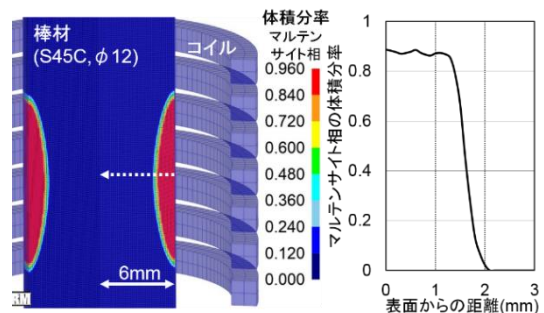 棒材
(S45C,φ12)
コイル
6mm
RM
体積分率
マルテン
サイト相
0.960
0.840
0.720
0.600
0.480
0.360
0.240
0.120
0.000
マルテンサイト相の体積分率
1
0.8
0.6
0.4
0.2
0
0
1
2
3
表面からの距離(mm)